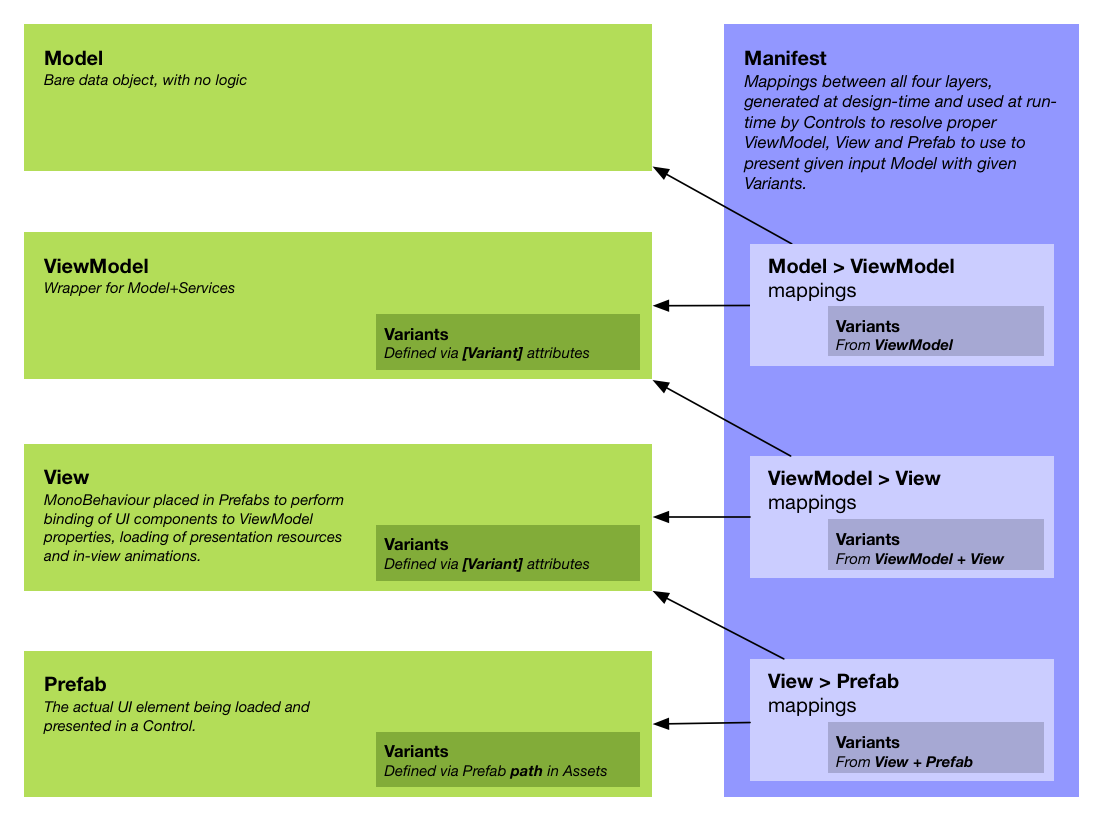 Model
Bare data object, with no logic
ViewModel
Wrapper for Model+Services
Variants
Defined via [Variant] attributes
View
MonoBehaviour placed in Prefabs to perform
binding of UI components to ViewModel
properties, loading of presentation resources
and in-view animations.
Variants
Defined via [Variant] attributes
Prefab
The actual UI element being loaded and
presented in a Control.
Variants
Defined via Prefab path in Assets
Manifest
Mappings between all four layers,
generated at design-time and used at run-
time by Controls to resolve proper
ViewModel, View and Prefab to use to
present given input Model with given
Variants.
Model > ViewModel
mappings
Variants
From ViewModel
ViewModel > View
mappings
Variants
From ViewModel + View
View > Prefab
mappings
Variants
From View + Prefab